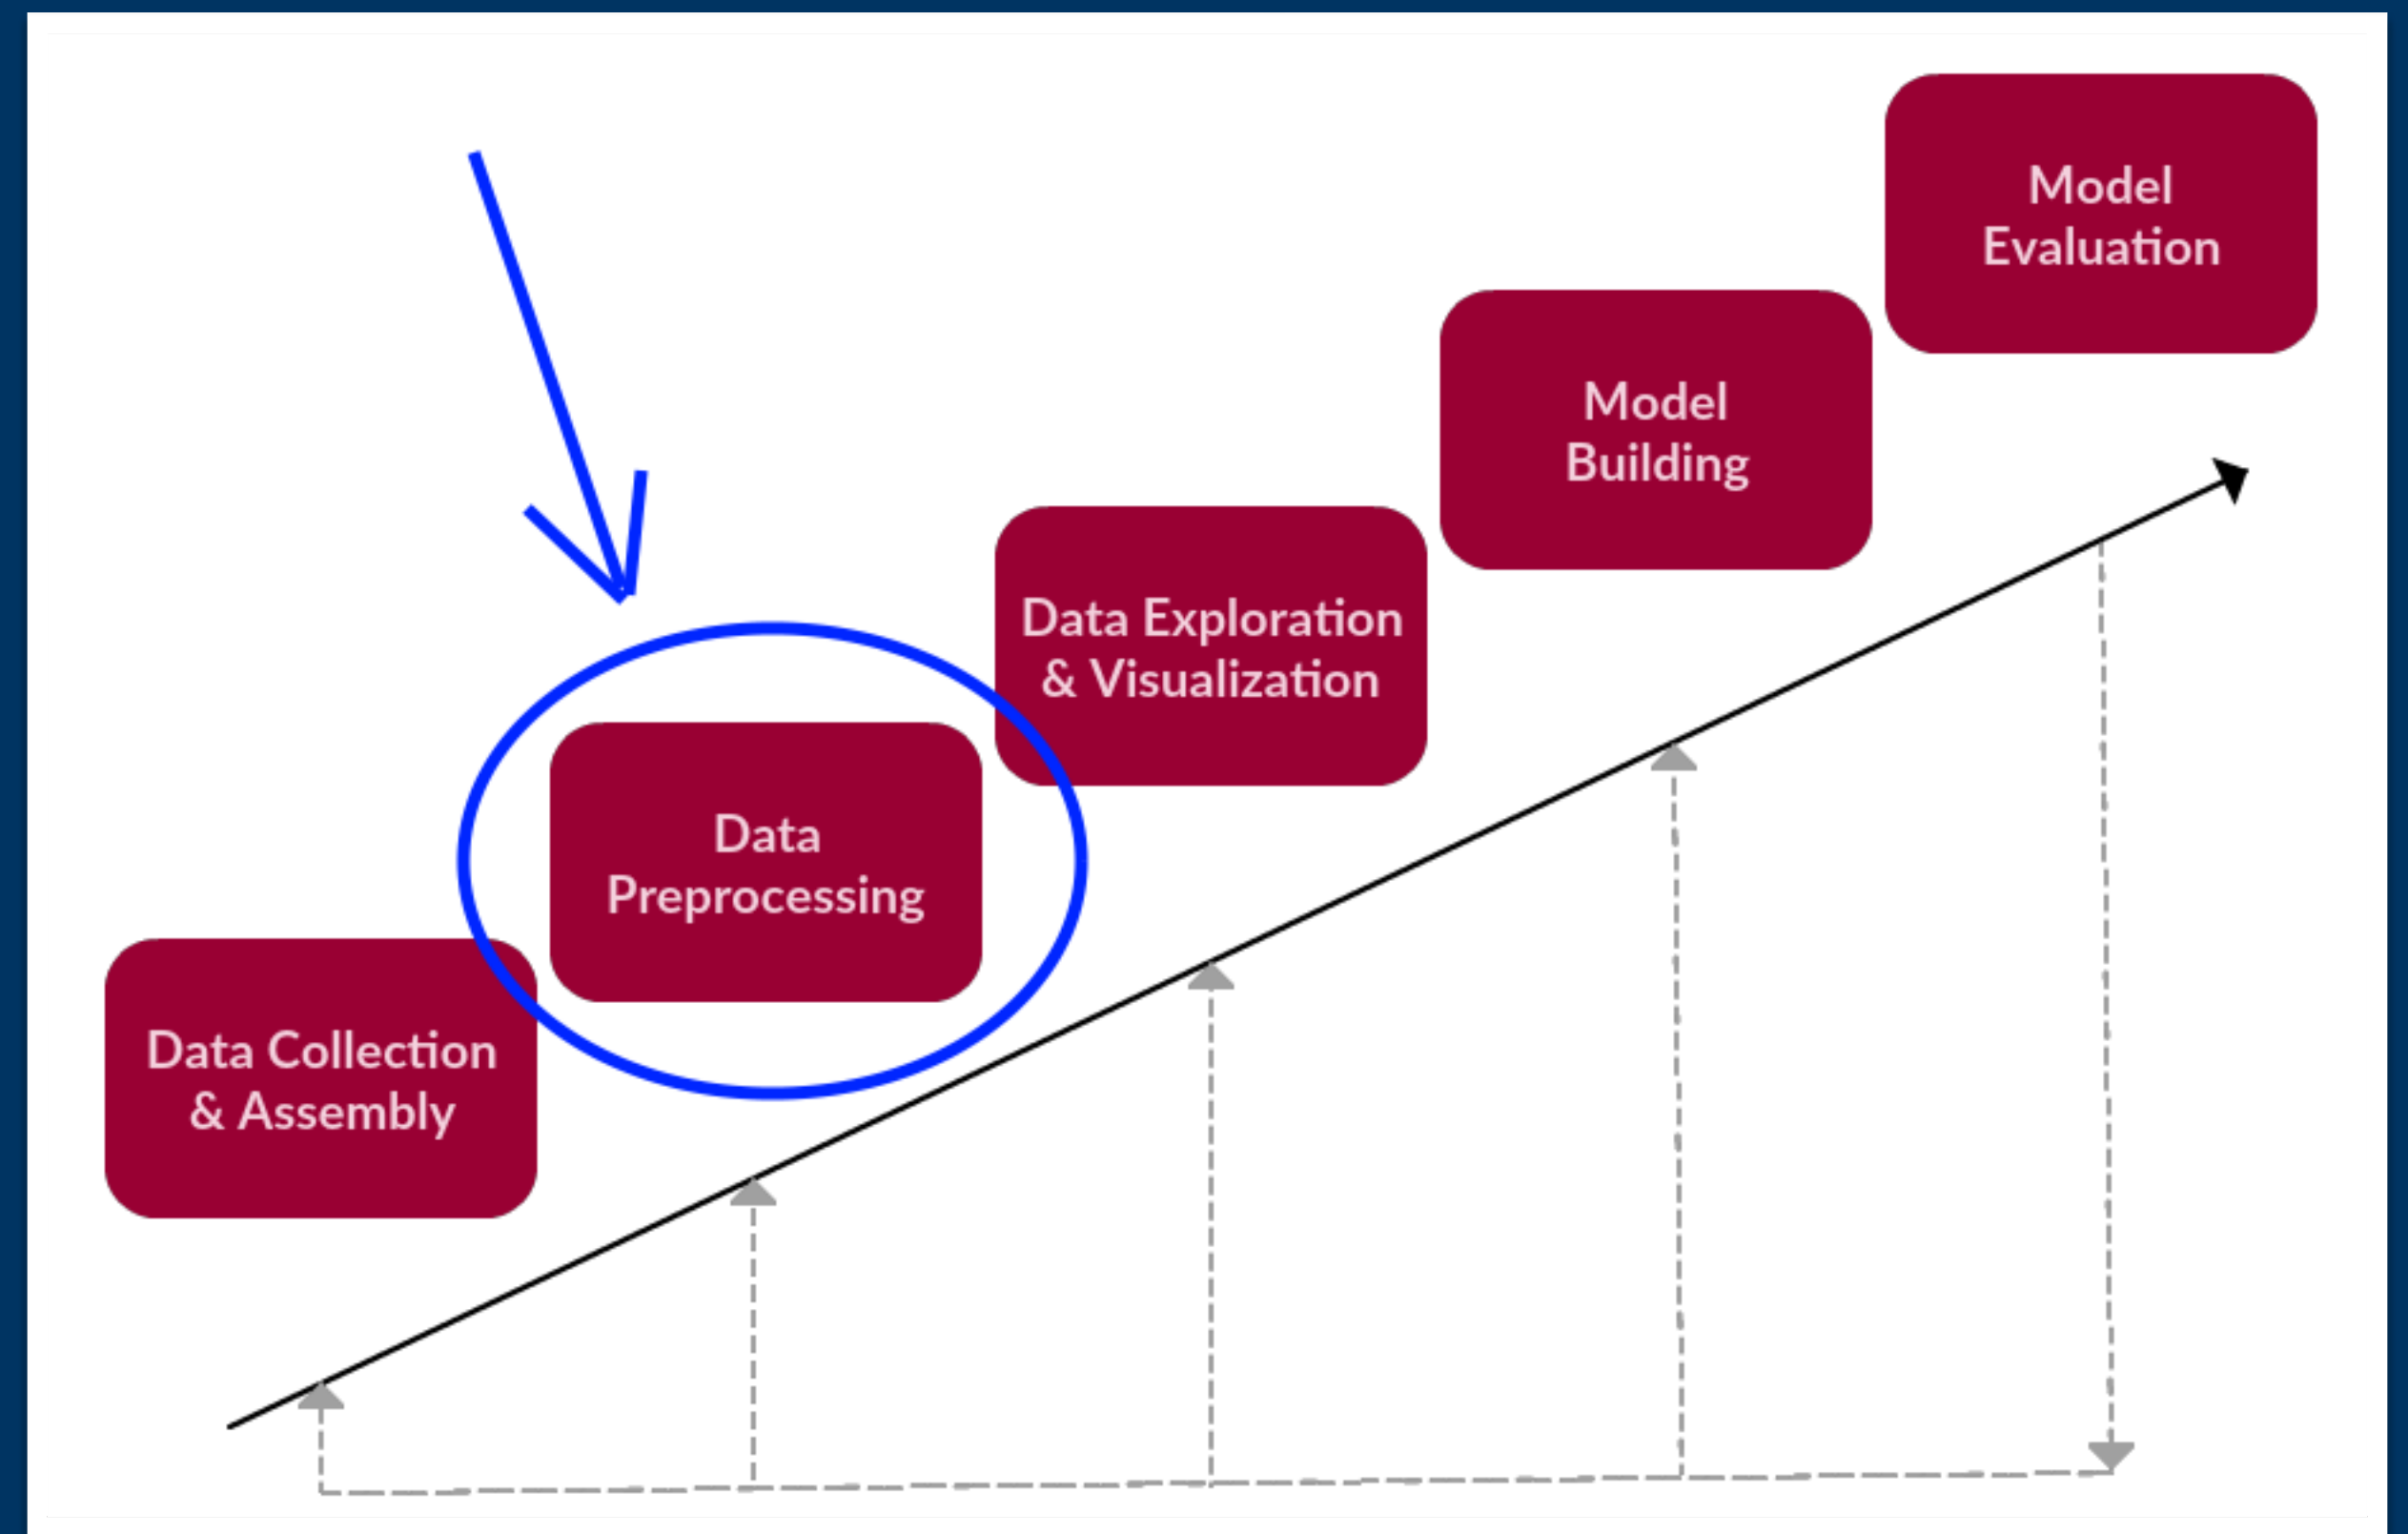 Data Collection
& Assembly
Data
Preprocessing
Data Exploration
& Visualization
Model
Building
Model
Evaluation